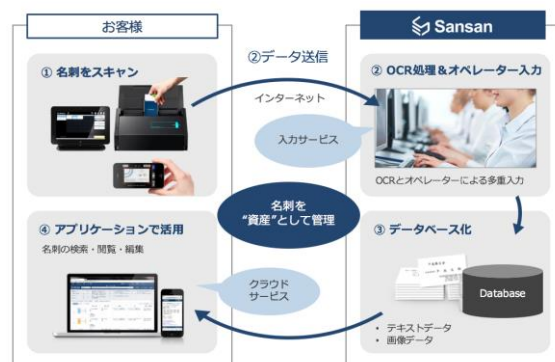 お客様
Sansan
① 名刺をスキャン
②データ送信
インターネット
② OCR処理&オペレーター入力
入力サービス
OCRとオペレーターによる多重入力
名刺を
“資産”として管理
③ データベース化
Database
• テキストデータ
• 画像データ
④ アプリケーションで活用
名刺の検索・閲覧・編集
クラウド
サービス